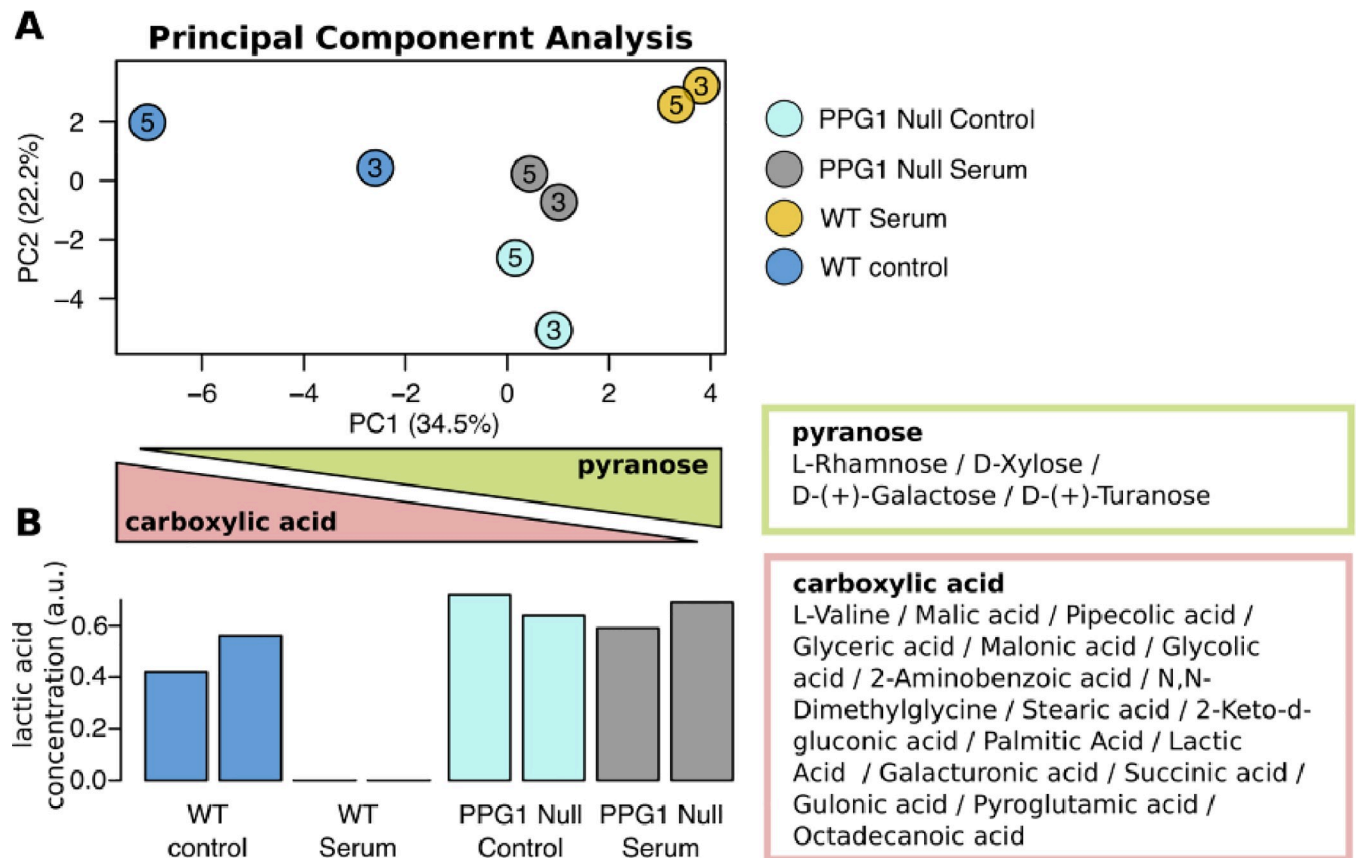 A
Principal Componernt Analysis
PC2 (22.2%)
2
0
−2
−4
5
3
5
3
5
3
5
3
−6
−4
−2
0
2
4
PC1 (34.5%)
PPG1 Null Control
PPG1 Null Serum
WT Serum
WT control
pyranose
carboxylic acid
pyranose
L-Rhamnose / D-Xylose /
D-(+)-Galactose / D-(+)-Turanose
carboxylic acid
L-Valine / Malic acid / Pipecolic acid /
Glyceric acid / Malonic acid / Glycolic
acid / 2-Aminobenzoic acid / N,N-
Dimethylglycine / Stearic acid / 2-Keto-d-
gluconic acid / Palmitic Acid / Lactic
Acid / Galacturonic acid / Succinic acid /
Gulonic acid / Pyroglutamic acid /
Octadecanoic acid
B
lactic acid
concentration (a.u.)
0.6
0.4
0.2
0.0
WT
control
WT
Serum
PPG1 Null
Control
PPG1 Null
Serum